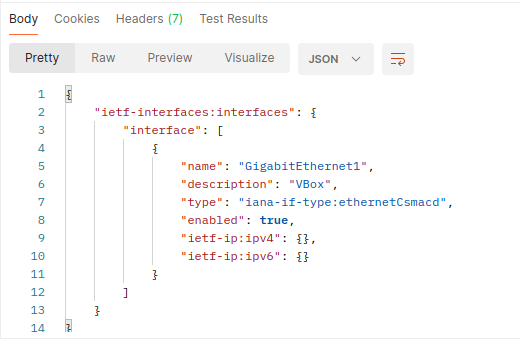 Body Cookies Headers (7) Test Results
Pretty Raw Preview Visualize JSON
1 {
2 "ietf-interfaces:interfaces": {
3 "interface": [
4 {
5 "name": "GigabitEthernet1",
6 "description": "VBox",
7 "type": "iana-if-type:ethernetCsmacd",
8 "enabled": true,
9 "ietf-ip:ipv4": {},
10 "ietf-ip:ipv6": {}
11 }
12 ]
13 }
14 }